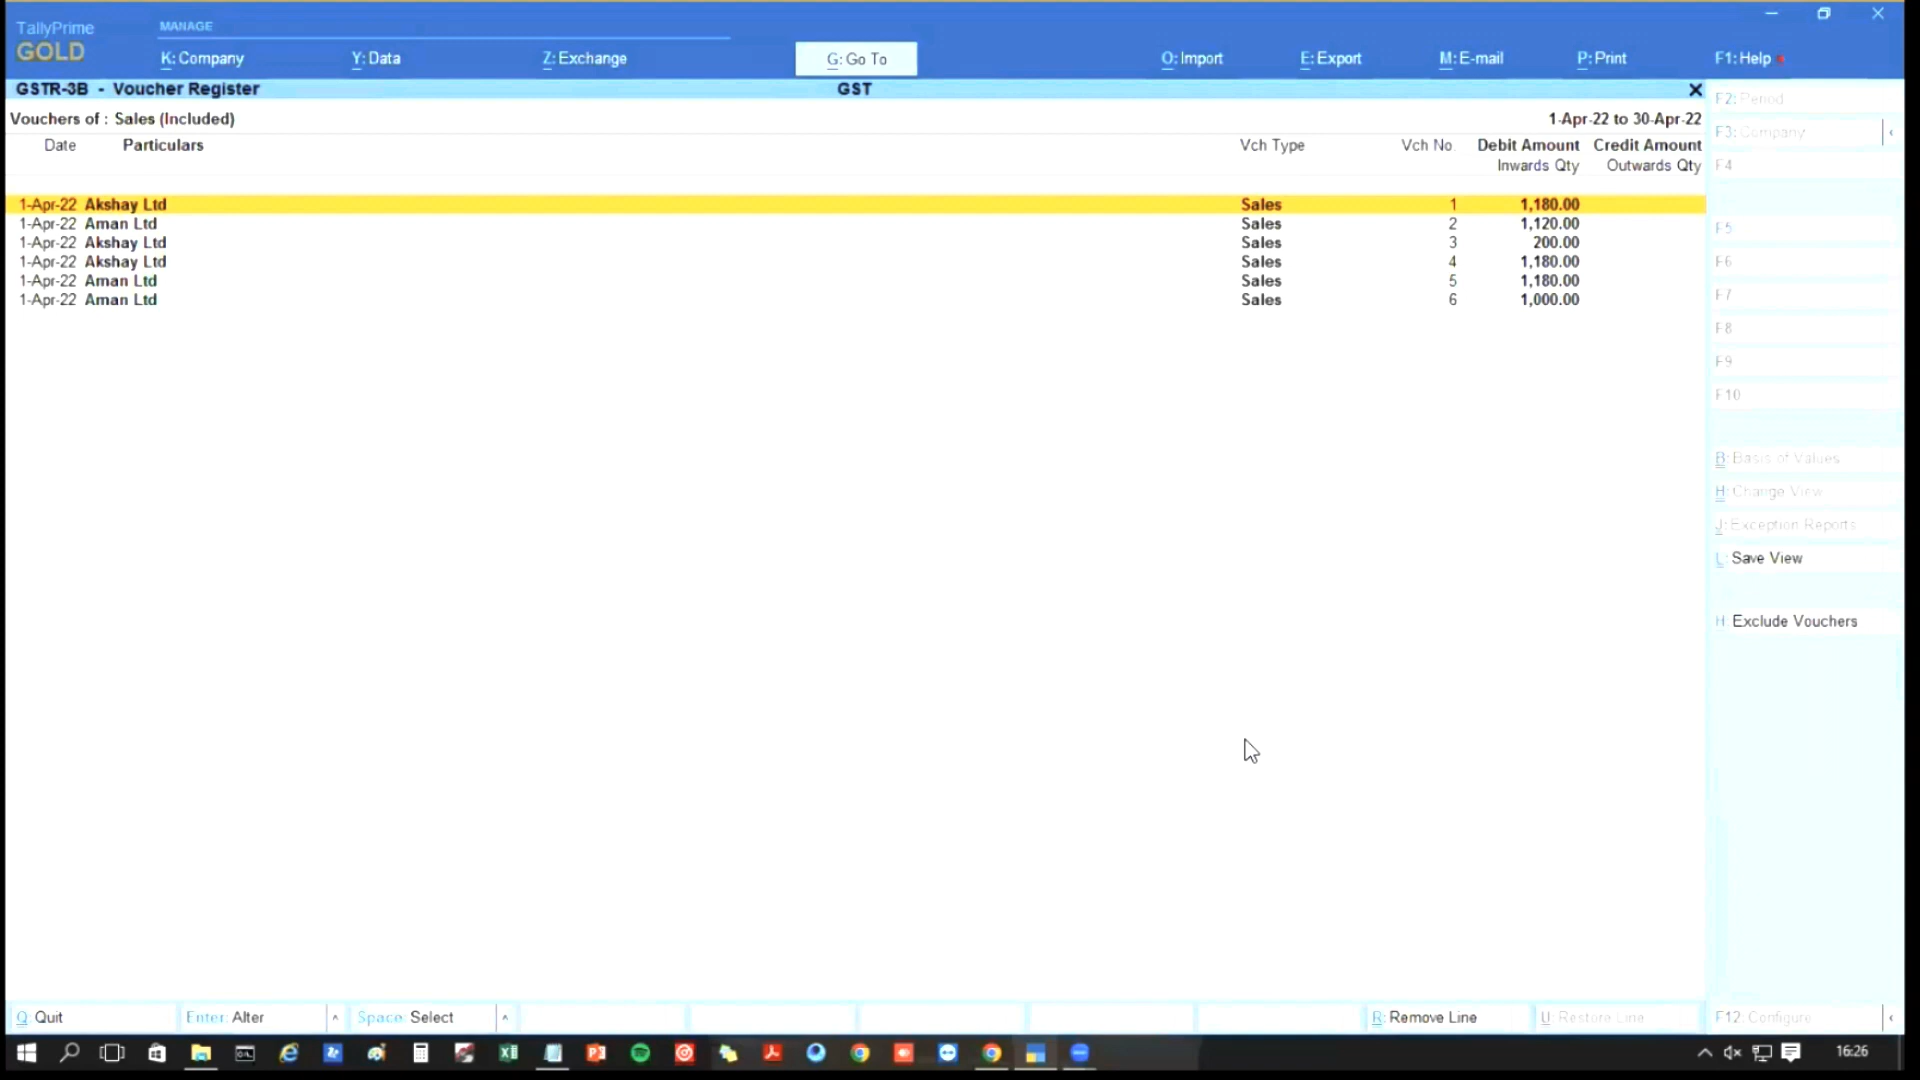 TallyPrime
GOLD
MANAGE
K: Company
Y: Data
Z: Exchange
G: Go To
O: Import
E: Export
M: E-mail
P: Print
F1: Help
GSTR-3B - Voucher Register
GST
F2: Period
Vouchers of : Sales (Included)
1-Apr-22 to 30-Apr-22
F3: Company
Date Particulars Vch Type Vch No. Debit Amount Credit Amount
Inwards Qty Outwards Qty
F4
1-Apr-22 Akshay Ltd Sales 1 1,180.00
1-Apr-22 Aman Ltd Sales 2 1,120.00
1-Apr-22 Akshay Ltd Sales 3 200.00
1-Apr-22 Akshay Ltd Sales 4 1,180.00
1-Apr-22 Aman Ltd Sales 5 1,180.00
1-Apr-22 Aman Ltd Sales 6 1,000.00
F5
F6
F7
F8
F9
F10
B: Basis of Values
H: Change View
J: Exception Reports
L: Save View
H: Exclude Vouchers
Q: Quit
Enter: Alter
Space: Select
R: Remove Line
U: Restore Line
F12: Configure
16:26